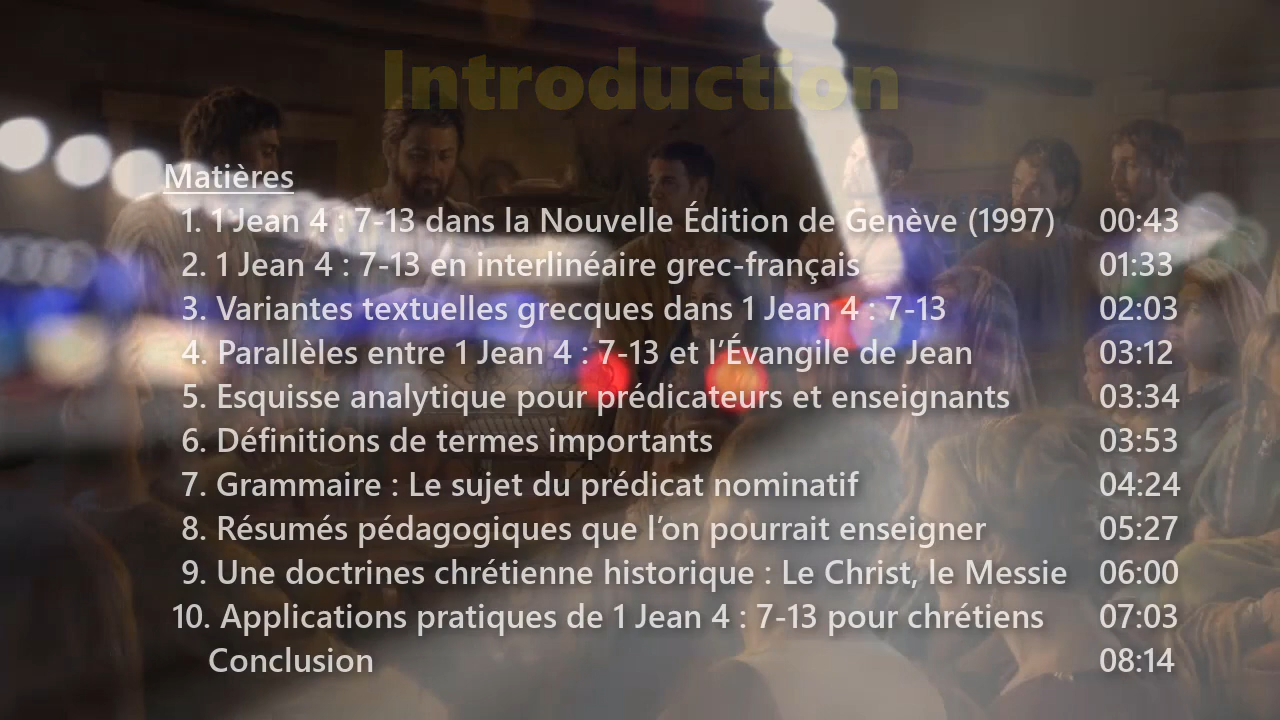 Introduction
Matières
1. 1 Jean 4 : 7-13 dans la Nouvelle Édition de Genève (1997) 00:43
2. 1 Jean 4 : 7-13 en interlinéaire grec-français 01:33
3. Variantes textuelles grecques dans 1 Jean 4 : 7-13 02:03
4. Parallèles entre 1 Jean 4 : 7-13 et l’Évangile de Jean 03:12
5. Esquisse analytique pour prédicateurs et enseignants 03:34
6. Définitions de termes importants 03:53
7. Grammaire : Le sujet du prédicat nominatif 04:24
8. Résumés pédagogiques que l’on pourrait enseigner 05:27
9. Une doctrines chrétienne historique : Le Christ, le Messie 06:00
10. Applications pratiques de 1 Jean 4 : 7-13 pour chrétiens 07:03
Conclusion 08:14